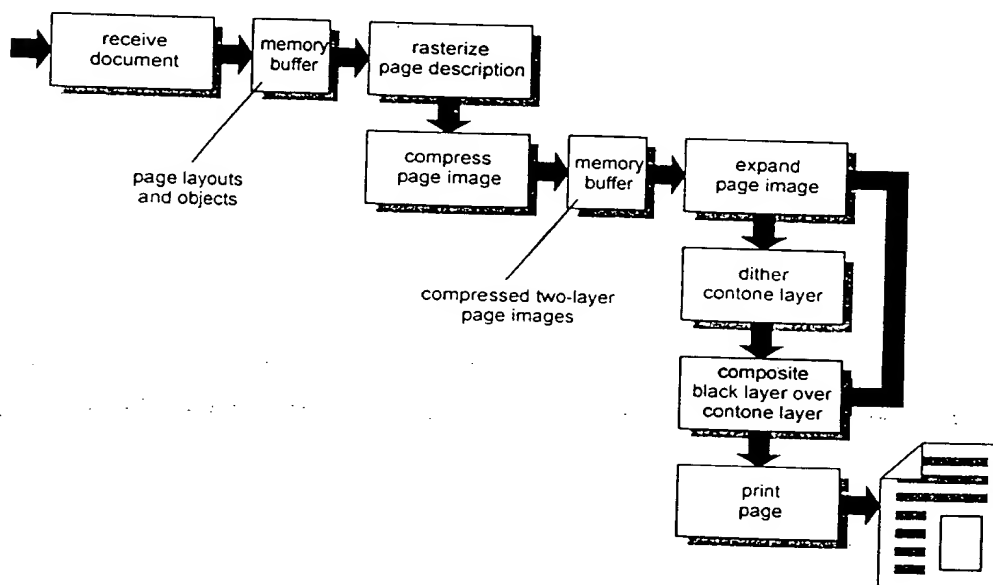 receive
document
memory
buffer
rasterize
page description
page layouts
and objects
compress
page image
memory
buffer
expand
page image
compressed two-layer
page images
dither
contone layer
composite
black layer over
contone layer
print
page